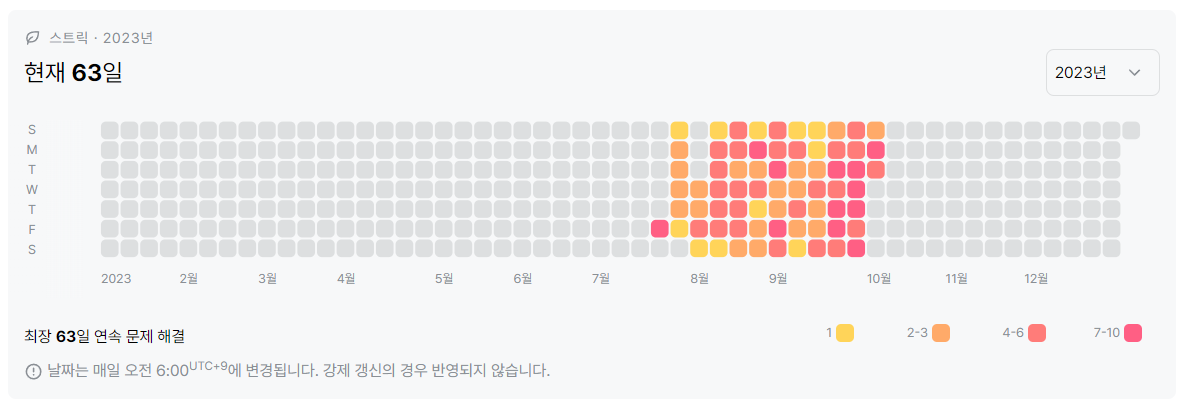 스트릭 · 2023년
현재 63일
2023년
S
M
T
W
T
F
S
2023 2월 3월 4월 5월 6월 7월 8월 9월 10월 11월 12월
최장 63일 연속 문제 해결
1 2-3 4-6 7-10
날짜는 매일 오전 6:00UTC+9에 변경됩니다. 강제 갱신의 경우 반영되지 않습니다.